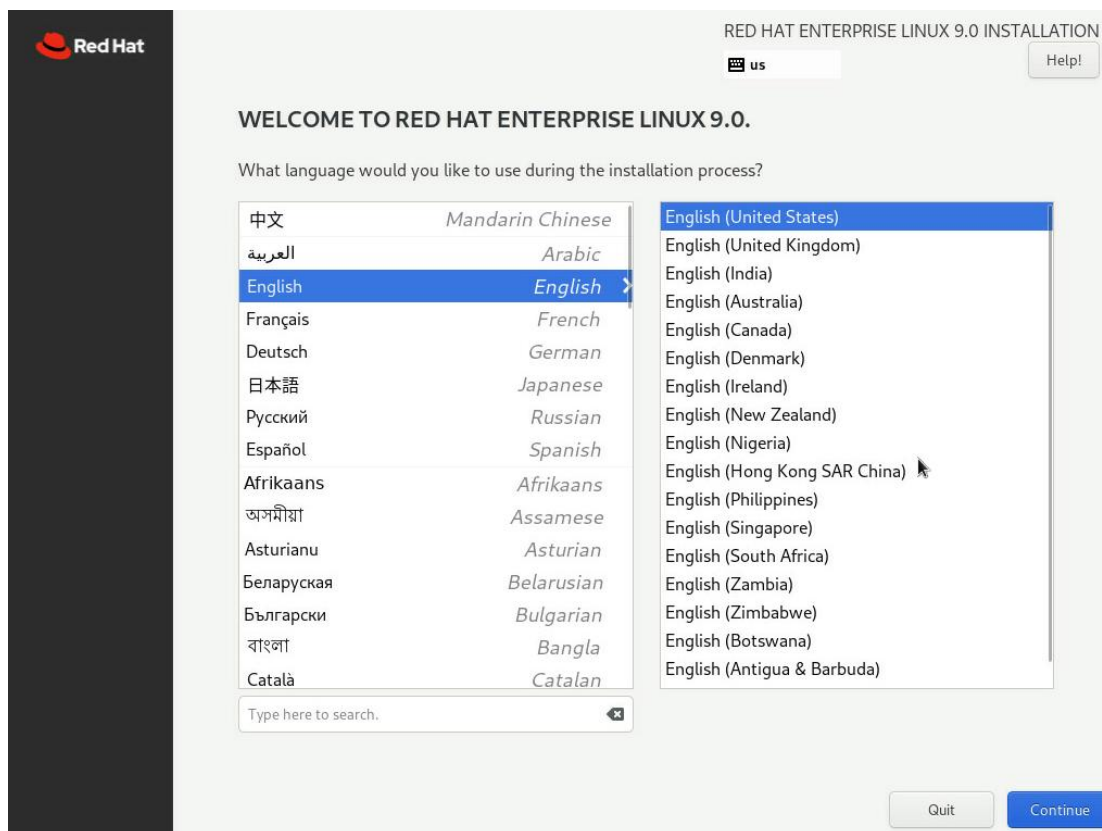 Red Hat
RED HAT ENTERPRISE LINUX 9.0 INSTALLATION
us
Help!
WELCOME TO RED HAT ENTERPRISE LINUX 9.0.
What language would you like to use during the installation process?
中文 Mandarin Chinese
العربية Arabic
English English
Français French
Deutsch German
日本語 Japanese
Русский Russian
Español Spanish
Afrikaans Afrikaans
অসমীয়া Assamese
Asturianu Asturian
Беларуская Belarusian
Български Bulgarian
বাংলা Bangla
Català Catalan
Type here to search.
English (United States)
English (United Kingdom)
English (India)
English (Australia)
English (Canada)
English (Denmark)
English (Ireland)
English (New Zealand)
English (Nigeria)
English (Hong Kong SAR China)
English (Philippines)
English (Singapore)
English (South Africa)
English (Zambia)
English (Zimbabwe)
English (Botswana)
English (Antigua & Barbuda)
Quit
Continue